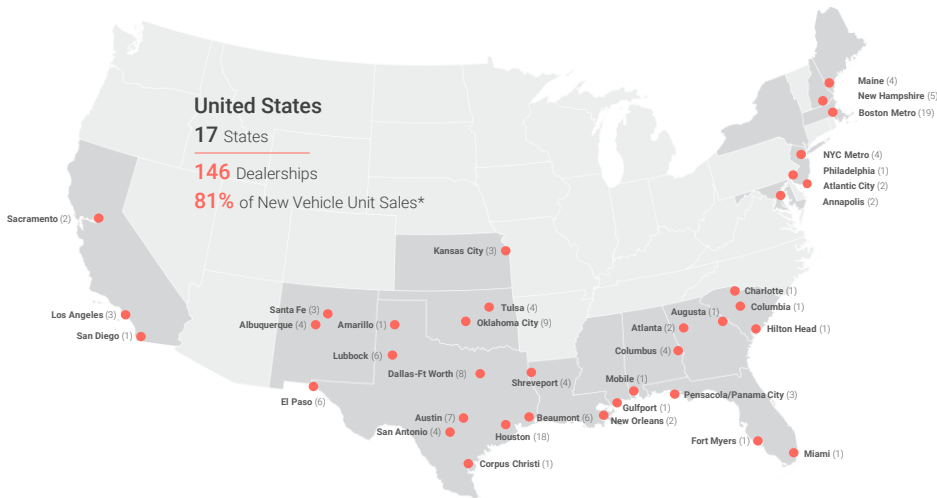 United States
17 States
146 Dealerships
81% of New Vehicle Unit Sales*
Maine (4)
New Hampshire (5)
Boston Metro (19)
NYC Metro (4)
Philadelphia (1)
Atlantic City (2)
Annapolis (2)
Sacramento (2)
Kansas City (3)
Charlotte (1)
Columbia (1)
Hilton Head (1)
Augusta (1)
Atlanta (2)
Columbus (4)
Los Angeles (3)
San Diego (1)
Santa Fe (3)
Albuquerque (4)
Amarillo (1)
Tulsa (4)
Oklahoma City (9)
Lubbock (6)
Dallas-Ft Worth (8)
Shreveport (4)
El Paso (6)
Austin (7)
San Antonio (4)
Houston (18)
Beaumont (6)
Corpus Christi (1)
Mobile (1)
Gulfport (1)
New Orleans (2)
Pensacola/Panama City (3)
Fort Myers (1)
Miami (1)